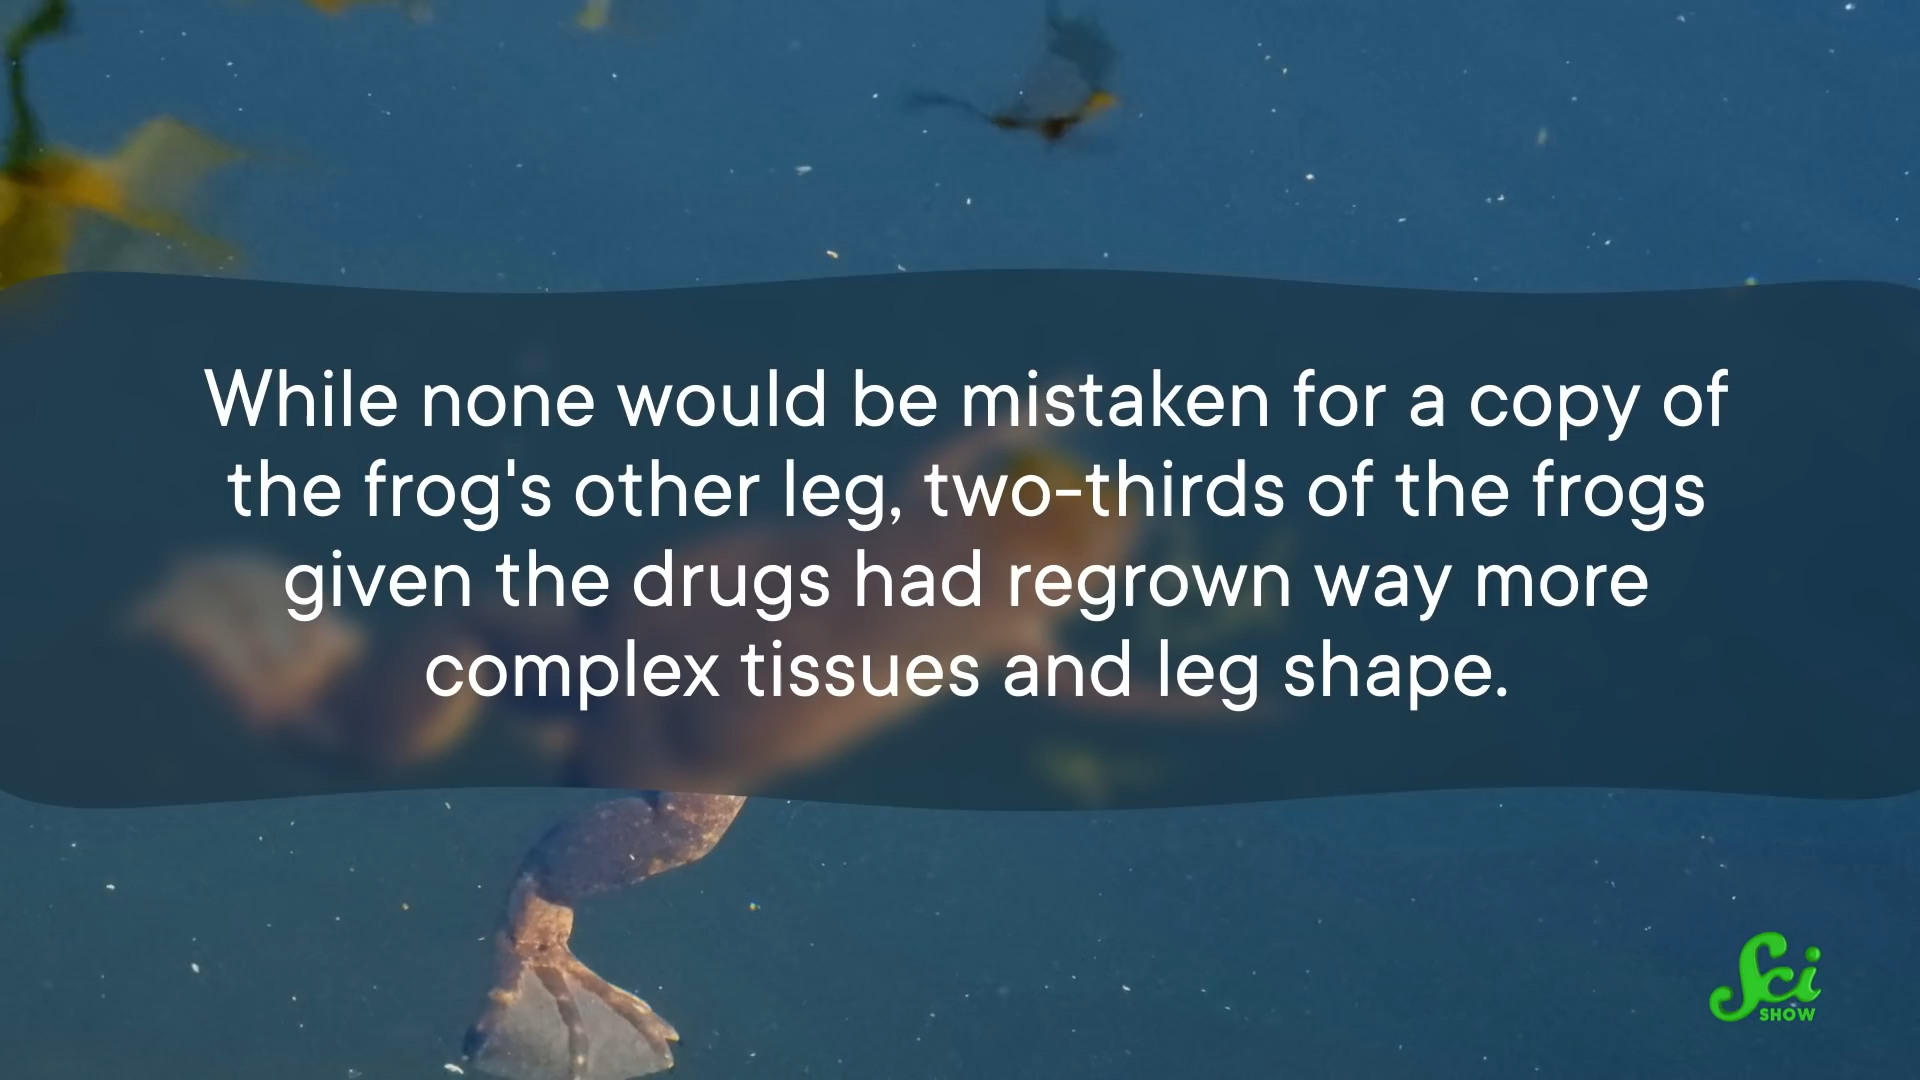 While none would be mistaken for a copy of
the frog's other leg, two-thirds of the frogs
given the drugs had regrown way more
complex tissues and leg shape.
Sci
SHOW